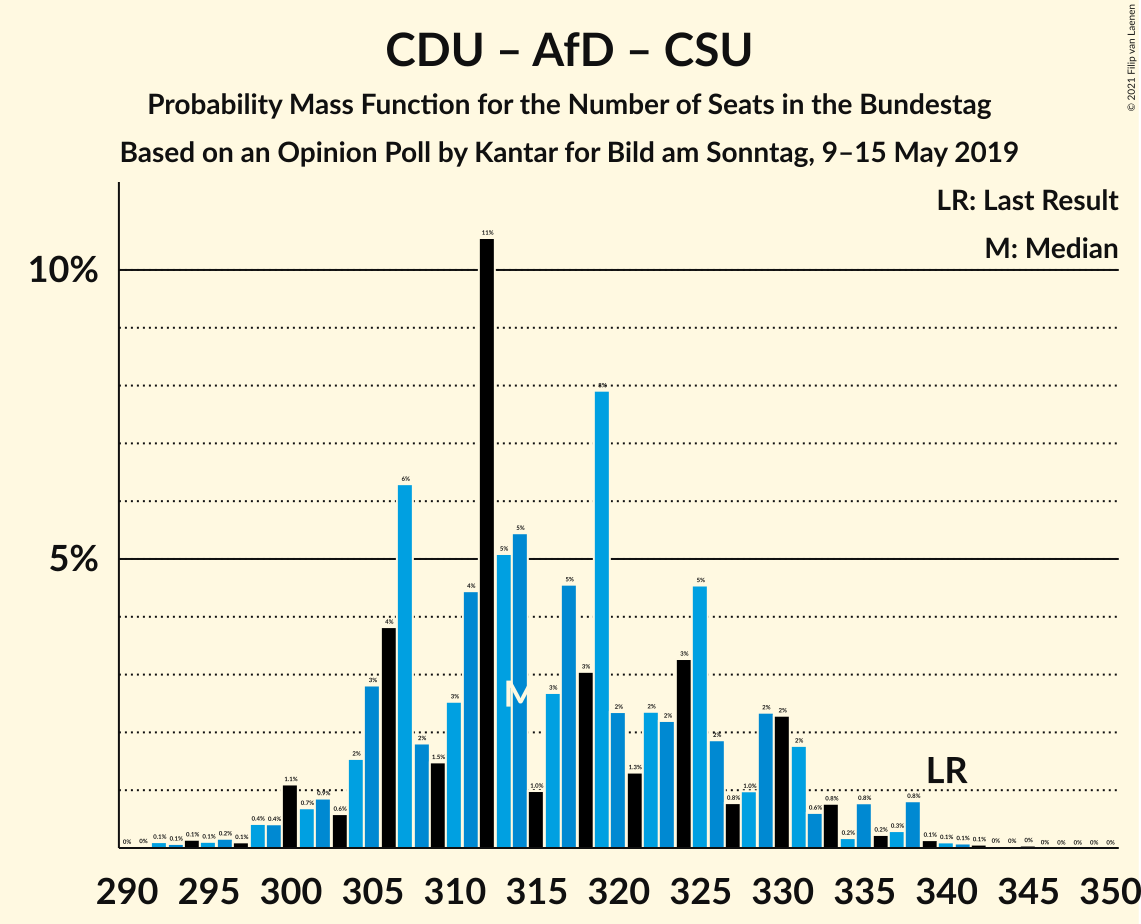 CDU – AfD – CSU
Probability Mass Function for the Number of Seats in the Bundestag
Based on an Opinion Poll by Kantar for Bild am Sonntag, 9–15 May 2019
© 2021 Filip van Laenen
LR: Last Result
M: Median
10%
5%
0% 0% 0.1% 0.1% 0.1% 0.1% 0.2% 0.1% 0.4% 0.4% 1.1% 0.7% 0.9% 0.6% 2% 3% 4% 6% 2% 1.5% 3% 4% 11% 5% 5% 1.0% 3% 5% 3% 8% 2% 1.3% 2% 2% 3% 5% 2% 0.8% 1.0% 2% 2% 2% 0.6% 0.8% 0.2% 0.8% 0.2% 0.3% 0.8% 0.1% 0.1% 0.1% 0.1% 0% 0% 0% 0% 0% 0% 0% 0%
M
LR
290 295 300 305 310 315 320 325 330 335 340 345 350